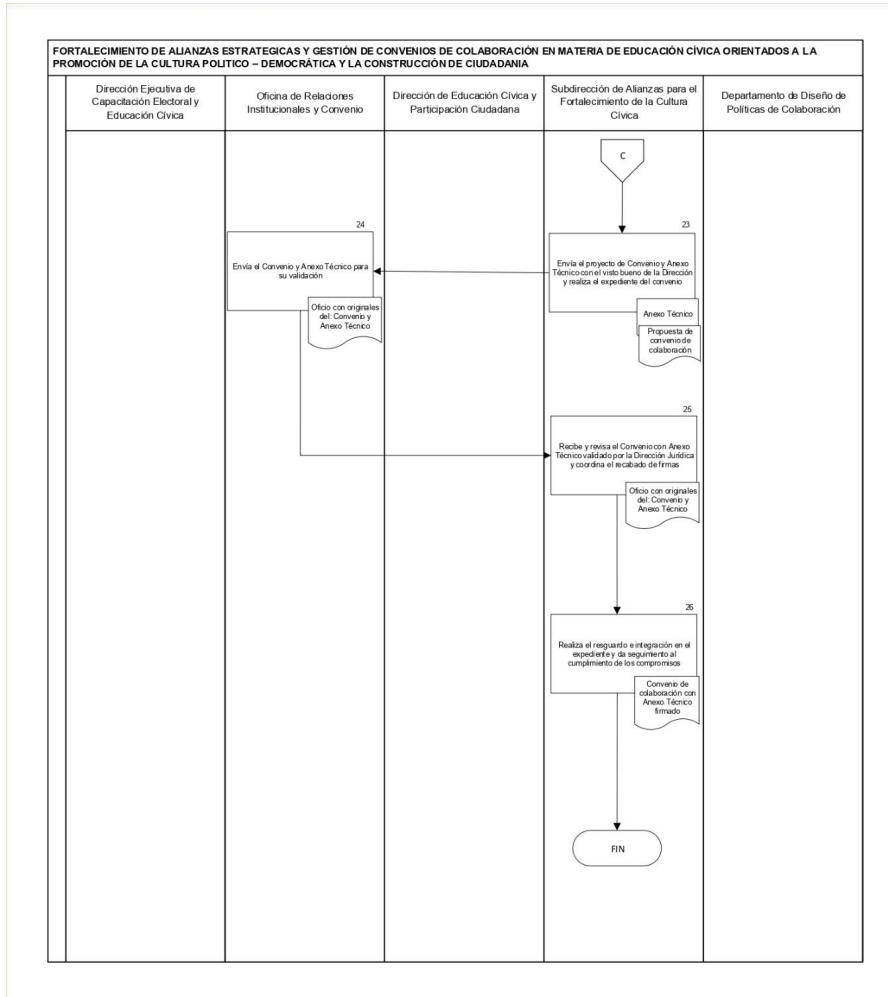 FORTALECIMIENTO DE ALIANZAS ESTRATEGICAS Y GESTIÓN DE CONVENIOS DE COLABORACIÓN EN MATERIA DE EDUCACIÓN CÍVICA ORIENTADOS A LA
PROMOCIÓN DE LA CULTURA POLITICO – DEMOCRÁTICA Y LA CONSTRUCCIÓN DE CIUDADANIA
Dirección Ejecutiva de
Capacitación Electoral y
Educación Cívica
Oficina de Relaciones
Institucionales y Convenio
Dirección de Educación Cívica y
Participación Ciudadana
Subdirección de Alianzas para el
Fortalecimiento de la Cultura
Cívica
Departamento de Diseño de
Políticas de Colaboración
C
23
Envía el proyecto de Convenio y Anexo
Técnico con el visto bueno de la Dirección
y realiza el expediente del convenio
Anexo Técnico
Propuesta de
convenio de
colaboración
24
Envía el Convenio y Anexo Técnico para
su validación
Oficio con originales
del: Convenio y
Anexo Técnico
25
Recibe y revisa el Convenio con Anexo
Técnico validado por la Dirección Jurídica
y coordina el recabado de firmas
Oficio con originales
del: Convenio y
Anexo Técnico
26
Realiza el resguardo e integración en el
expediente y da seguimiento al
cumplimiento de los compromisos
Convenio de
colaboración con
Anexo Técnico
firmado
FIN